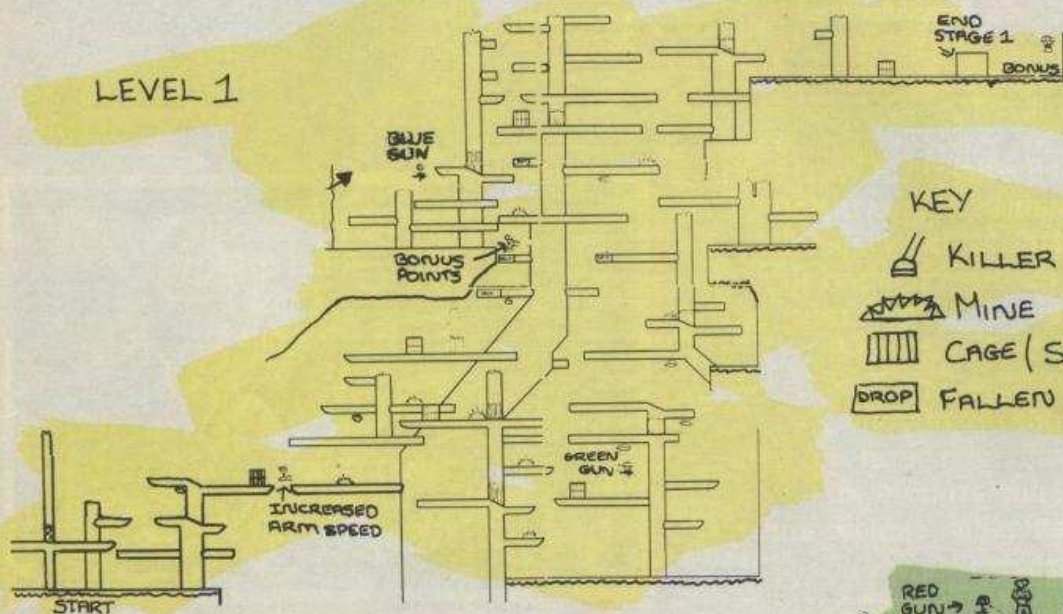 LEVEL 1
END
STAGE 1
BONUS
BLUE
GUN
BONUS
POINTS
KEY
KILLER
MINE
CAGE ( S
DROP FALLEN
GREEN
GUN
INCREASED
ARM SPEED
START
RED
GUN